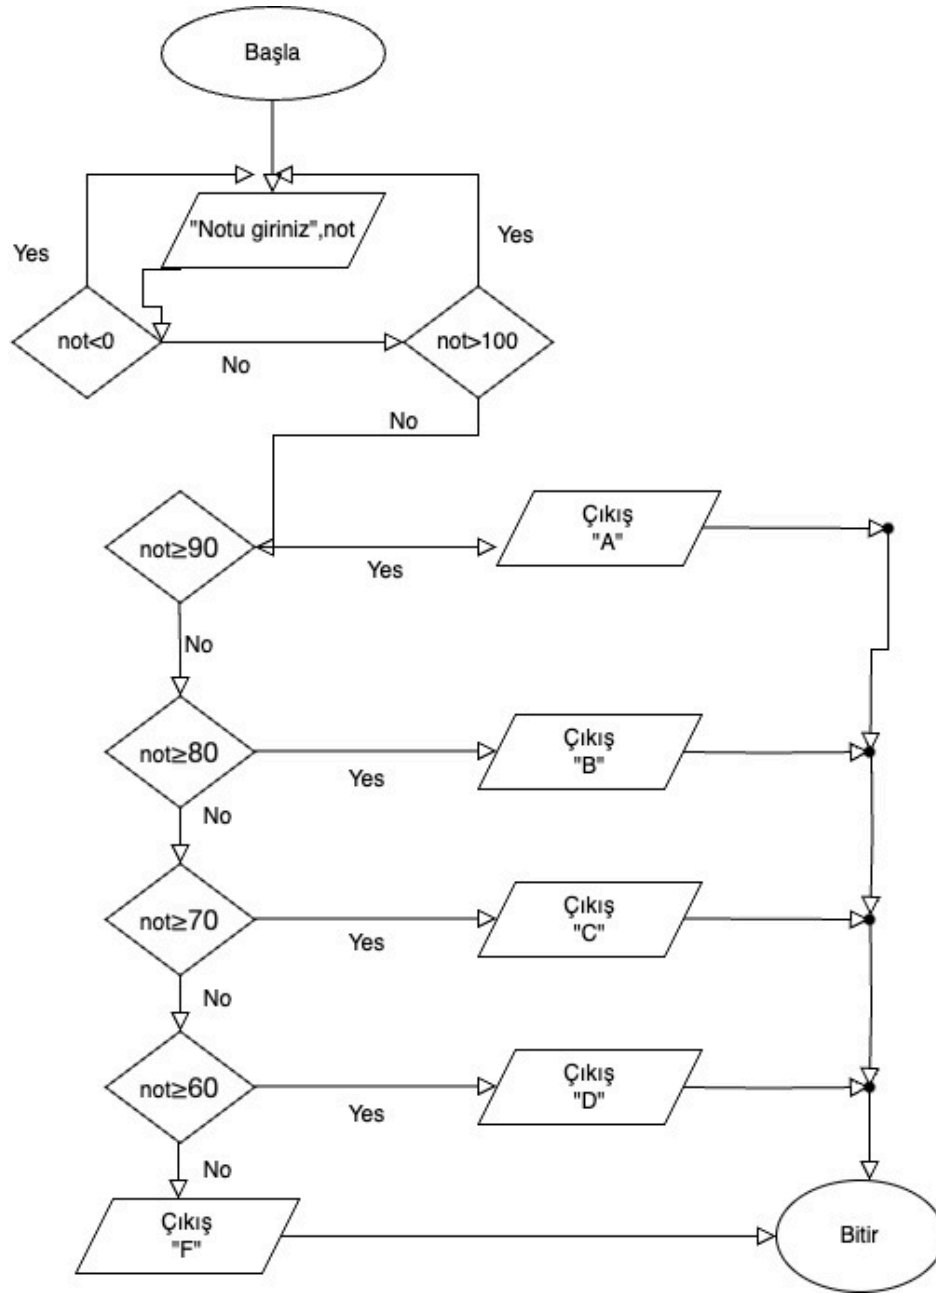 Başla
"Notu giriniz",not
Yes
Yes
not<0
No
not>100
No
not≥90
Yes
Çıkış
"A"
No
not≥80
Yes
Çıkış
"B"
No
not≥70
Yes
Çıkış
"C"
No
not≥60
Yes
Çıkış
"D"
No
Çıkış
"F"
Bitir